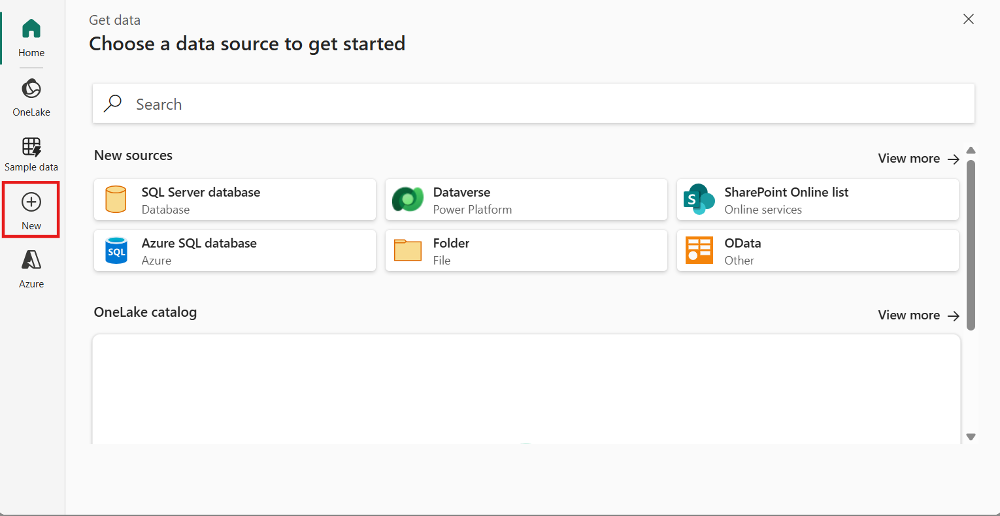 Home
OneLake
Sample data
New
Azure
Get data
Choose a data source to get started
Search
New sources
View more
SQL Server database
Database
Dataverse
Power Platform
S
SharePoint Online list
Online services
SQL
Azure SQL database
Azure
Folder
File
OData
Other
OneLake catalog
View more